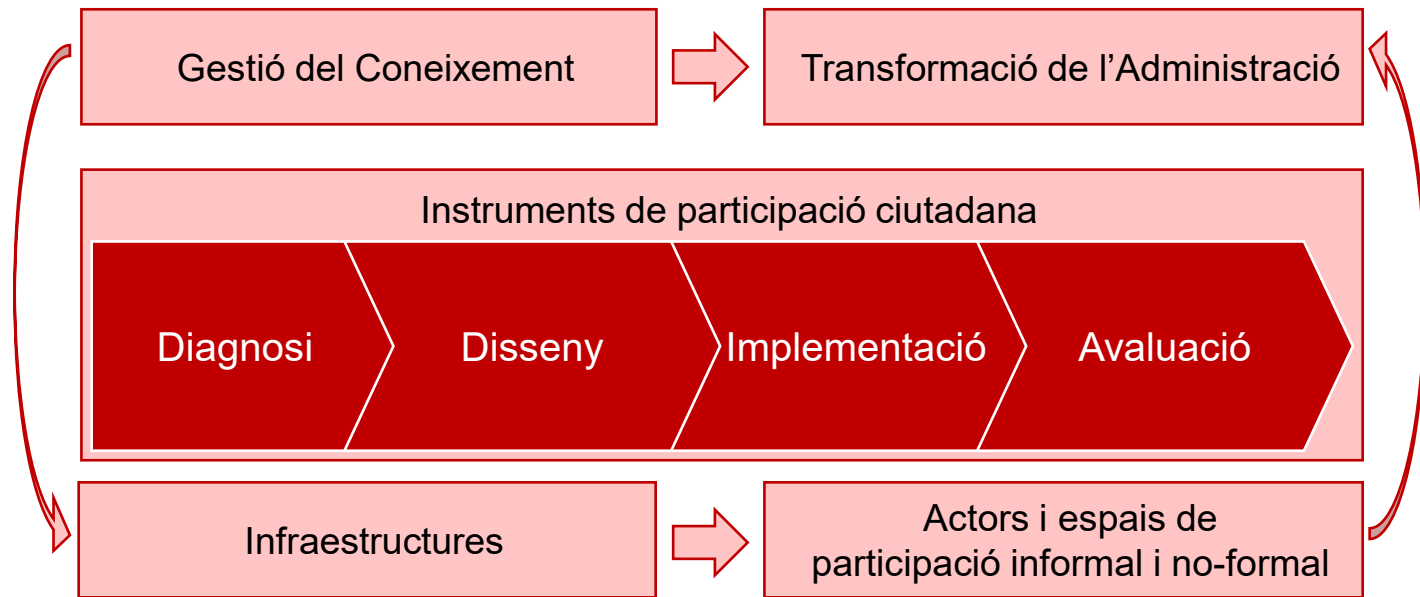 Gestió del Coneixement
Transformació de l’Administració
Instruments de participació ciutadana
Diagnosi
Disseny
Implementació
Avaluació
Infraestructures
Actors i espais de
participació informal i no-formal